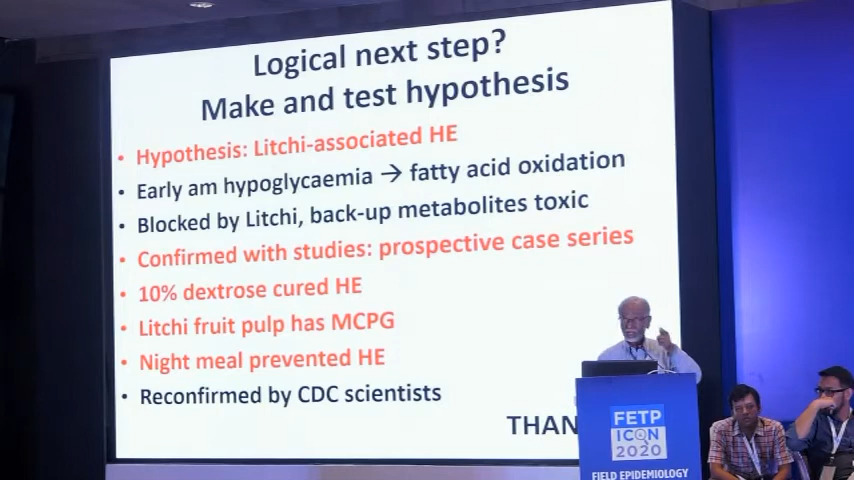 Logical next step?
Make and test hypothesis
• Hypothesis: Litchi-associated HE
• Early am hypoglycaemia → fatty acid oxidation
• Blocked by Litchi, back-up metabolites toxic
• Confirmed with studies: prospective case series
• 10% dextrose cured HE
• Litchi fruit pulp has MCPG
• Night meal prevented HE
• Reconfirmed by CDC scientists
THAN
FETP
ICON
2020
FIELD EPIDEMIOLOGY